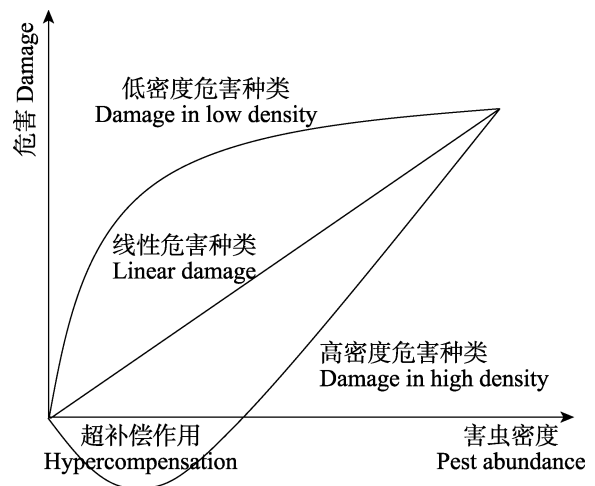 危害 Damage
低密度危害种类
Damage in low density
线性危害种类
Linear damage
高密度危害种类
Damage in high density
超补偿作用
Hypercompensation
害虫密度
Pest abundance